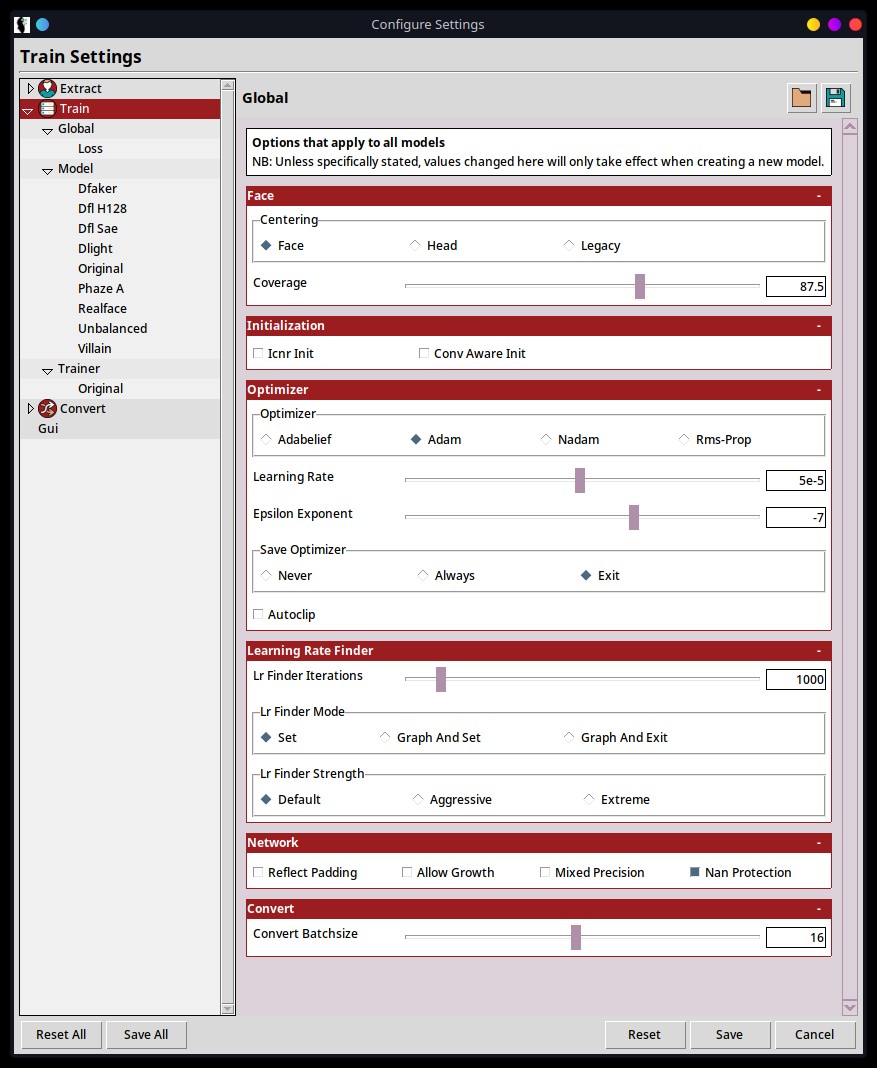 Configure Settings
Train Settings
Extract
Train
Global
Loss
Model
Dfaker
Dfl H128
Dfl Sae
Dlight
Original
Phaze A
Realface
Unbalanced
Villain
Trainer
Original
Convert
Gui
Global
Options that apply to all models
NB: Unless specifically stated, values changed here will only take effect when creating a new model.
Face -
Centering
Face Head Legacy
Coverage 87.5
Initialization -
Icnr Init Conv Aware Init
Optimizer -
Optimizer
Adabelief Adam Nadam Rms-Prop
Learning Rate 5e-5
Epsilon Exponent -7
Save Optimizer
Never Always Exit
Autoclip
Learning Rate Finder -
Lr Finder Iterations 1000
Lr Finder Mode
Set Graph And Set Graph And Exit
Lr Finder Strength
Default Aggressive Extreme
Network -
Reflect Padding Allow Growth Mixed Precision Nan Protection
Convert -
Convert Batchsize 16
Reset All Save All Reset Save Cancel